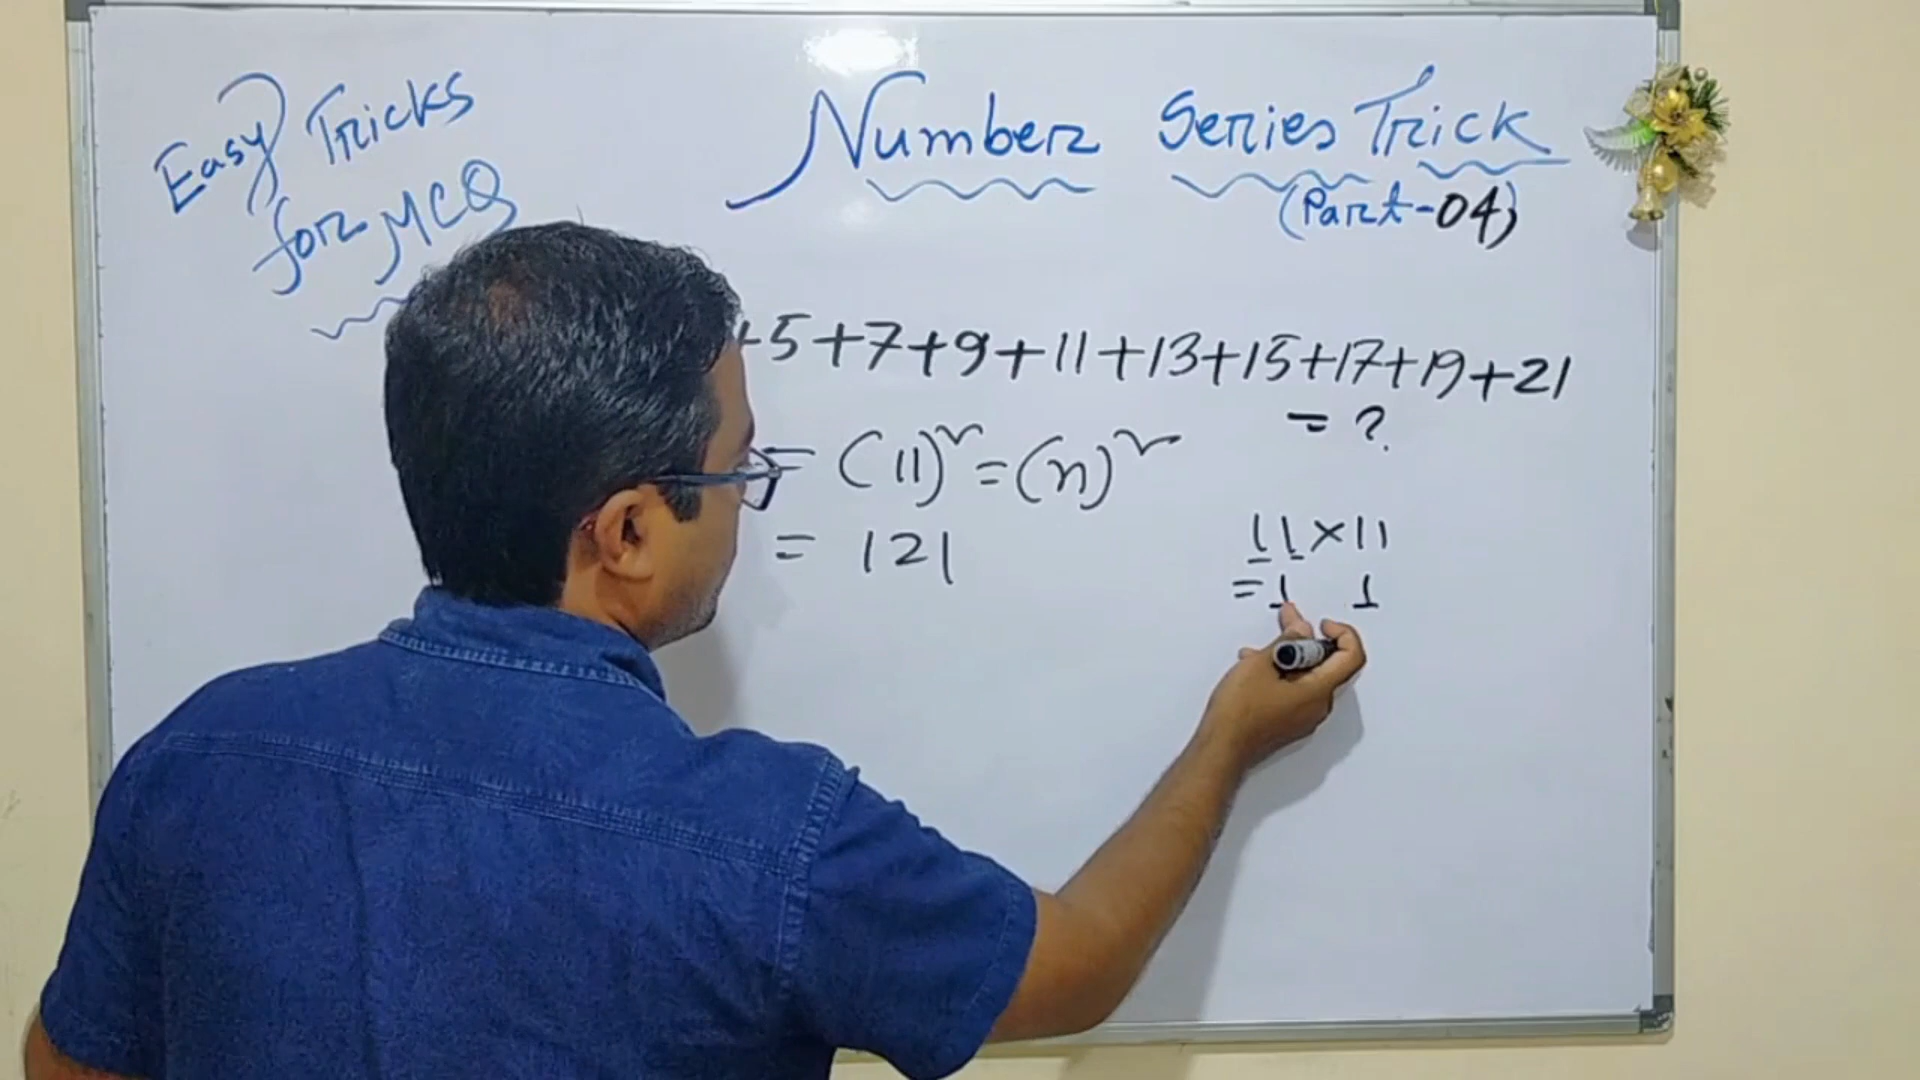 Easy Tricks
for MCQ
Number Series Trick
(Part-04)
+5+7+9+11+13+15+17+19+21
= ?
= (11)² = (n)²
= 121
11×11
= 1 1